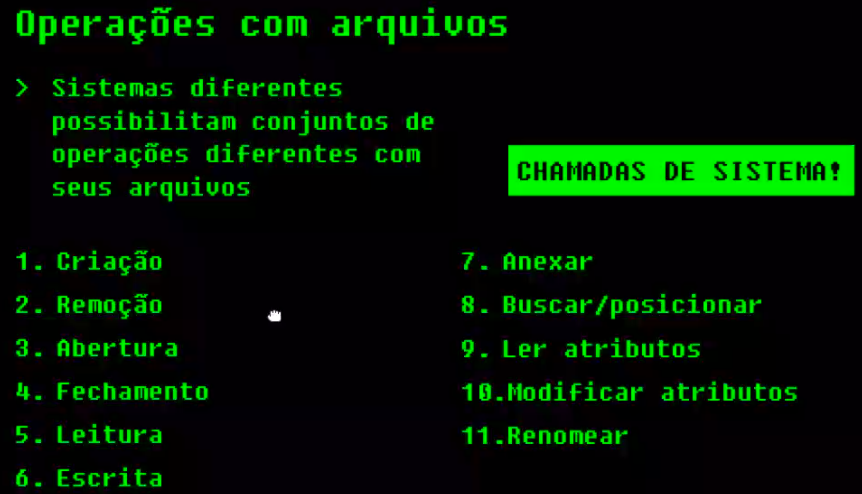 Operações com arquivos
> Sistemas diferentes
possibilitam conjuntos de
operações diferentes com
seus arquivos
CHAMADAS DE SISTEMA!
1. Criação
2. Remoção
3. Abertura
4. Fechamento
5. Leitura
6. Escrita
7. Anexar
8. Buscar/posicionar
9. Ler atributos
10.Modificar atributos
11.Renomear